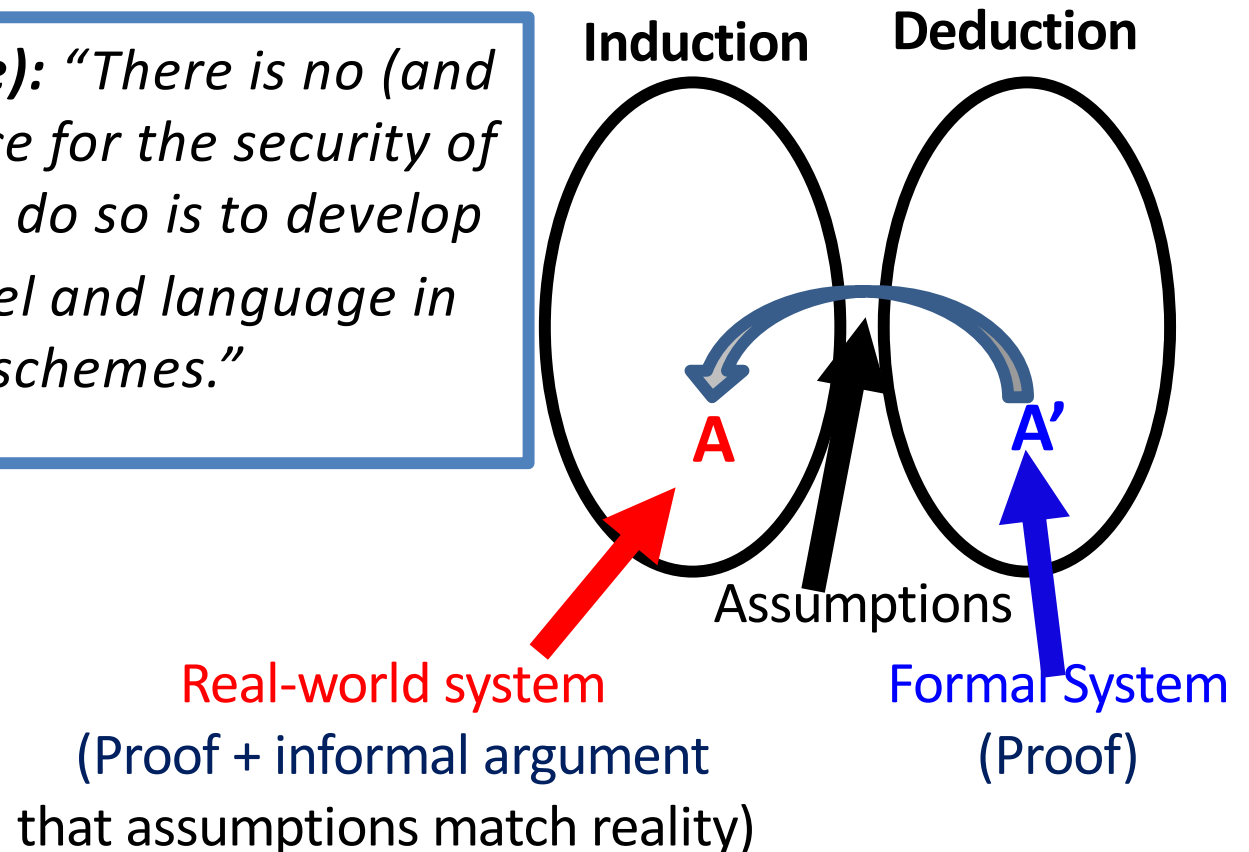 e): “There is no (and
ce for the security of
do so is to develop
el and language in
schemes.”
Induction
Deduction
A
A’
Assumptions
Real-world system
(Proof + informal argument
that assumptions match reality)
Formal System
(Proof)